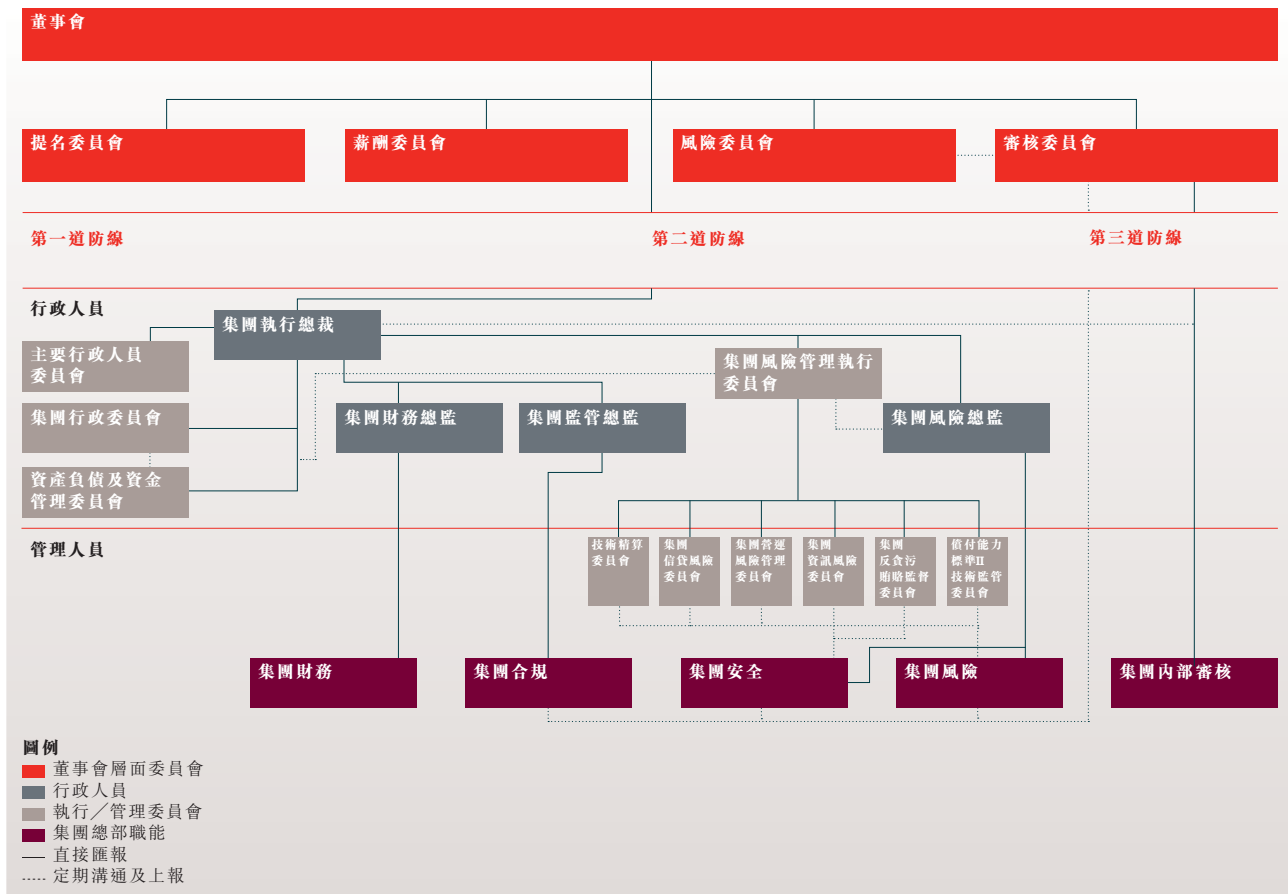 董事會
提名委員會
薪酬委員會
風險委員會
審核委員會
第一道防線
第二道防線
第三道防線
行政人員
集團執行總裁
主要行政人員
委員會
集團風險管理執行
委員會
集團行政委員會
集團財務總監
集團監管總監
集團風險總監
資產負債及資金
管理委員會
管理人員
技術精算
委員會
集團
信貸風險
委員會
集團營運
風險管理
委員會
集團
資訊風險
委員會
集團
反貪污
賄賂監督
委員會
償付能力
標準II
技術監管
委員會
集團財務
集團合規
集團安全
集團風險
集團內部審核
圖例
董事會層面委員會
行政人員
執行／管理委員會
集團總部職能
直接匯報
定期溝通及上報